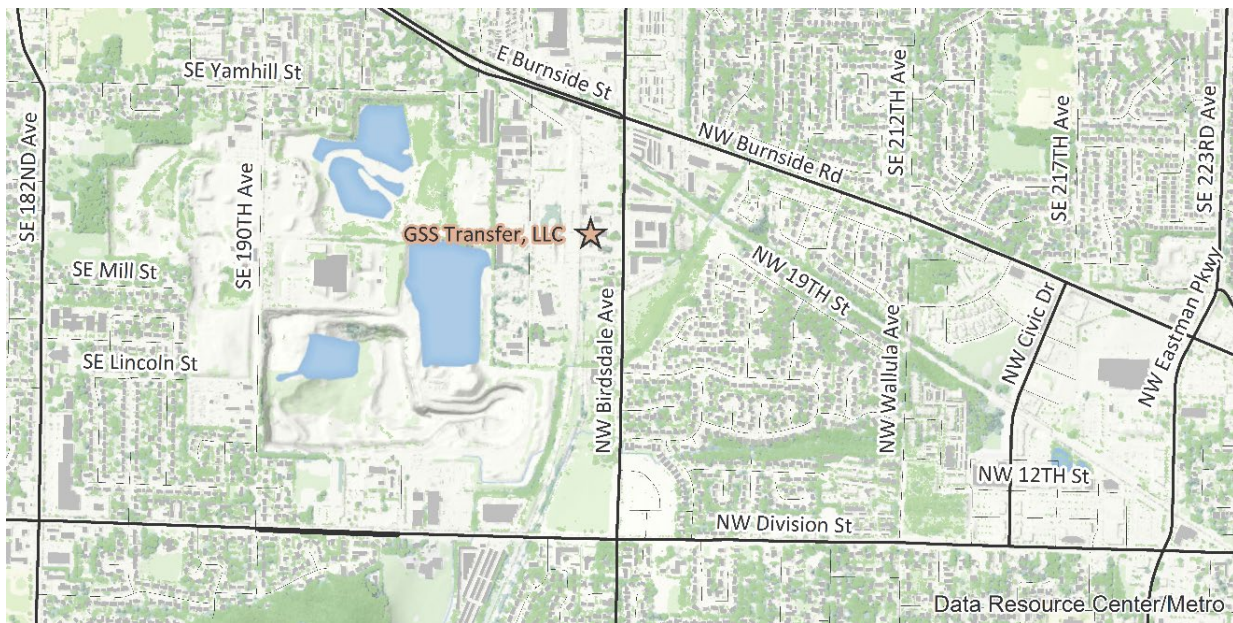 SE Yamhill St
E Burnside St
SE 182ND Ave
SE 190TH Ave
NW Burnside Rd
SE 212TH Ave
SE 217TH Ave
SE 223RD Ave
GSS Transfer, LLC
SE Mill St
NW 19TH St
SE Lincoln St
NW Birdsdale Ave
NW Wallula Ave
NW Civic Dr
NW Eastman Pkwy
NW 12TH St
NW Division St
Data Resource Center/Metro